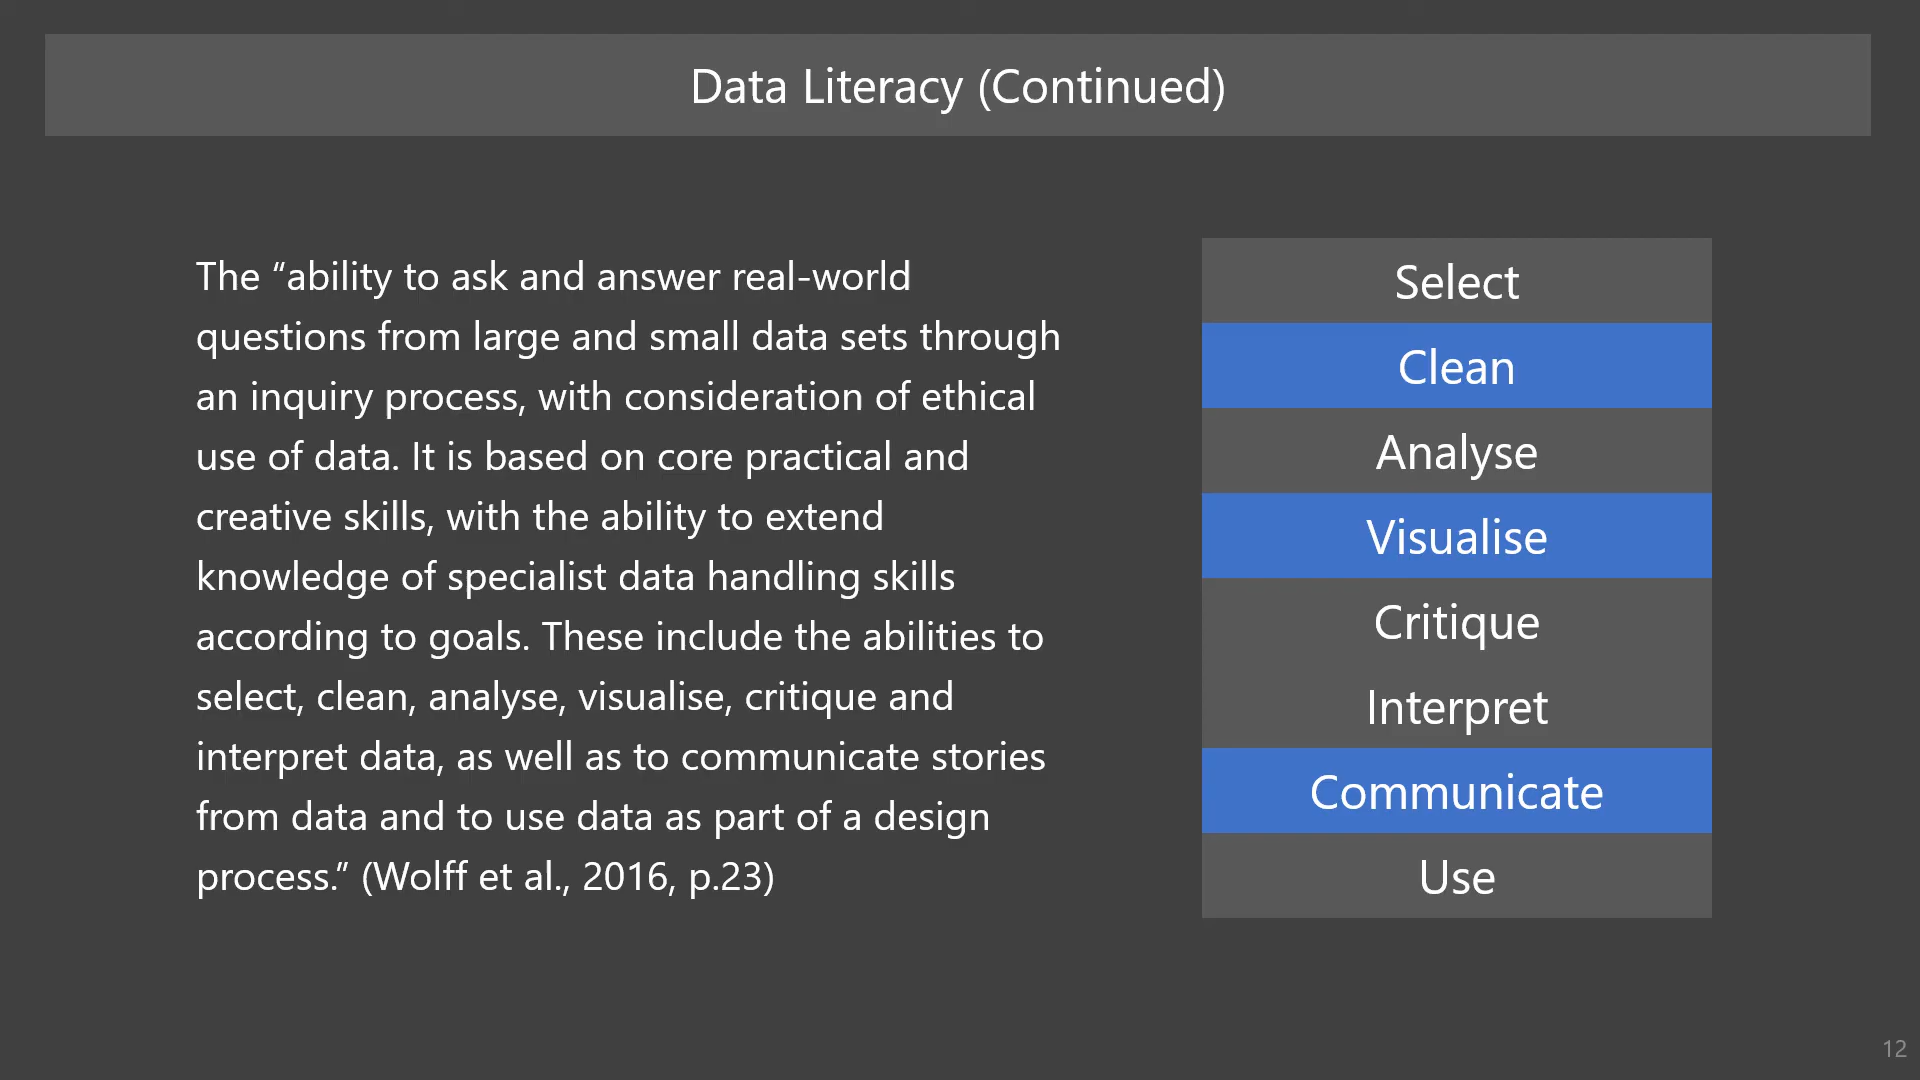 Data Literacy (Continued)
The “ability to ask and answer real-world
questions from large and small data sets through
an inquiry process, with consideration of ethical
use of data. It is based on core practical and
creative skills, with the ability to extend
knowledge of specialist data handling skills
according to goals. These include the abilities to
select, clean, analyse, visualise, critique and
interpret data, as well as to communicate stories
from data and to use data as part of a design
process.” (Wolff et al., 2016, p.23)
Select
Clean
Analyse
Visualise
Critique
Interpret
Communicate
Use
12